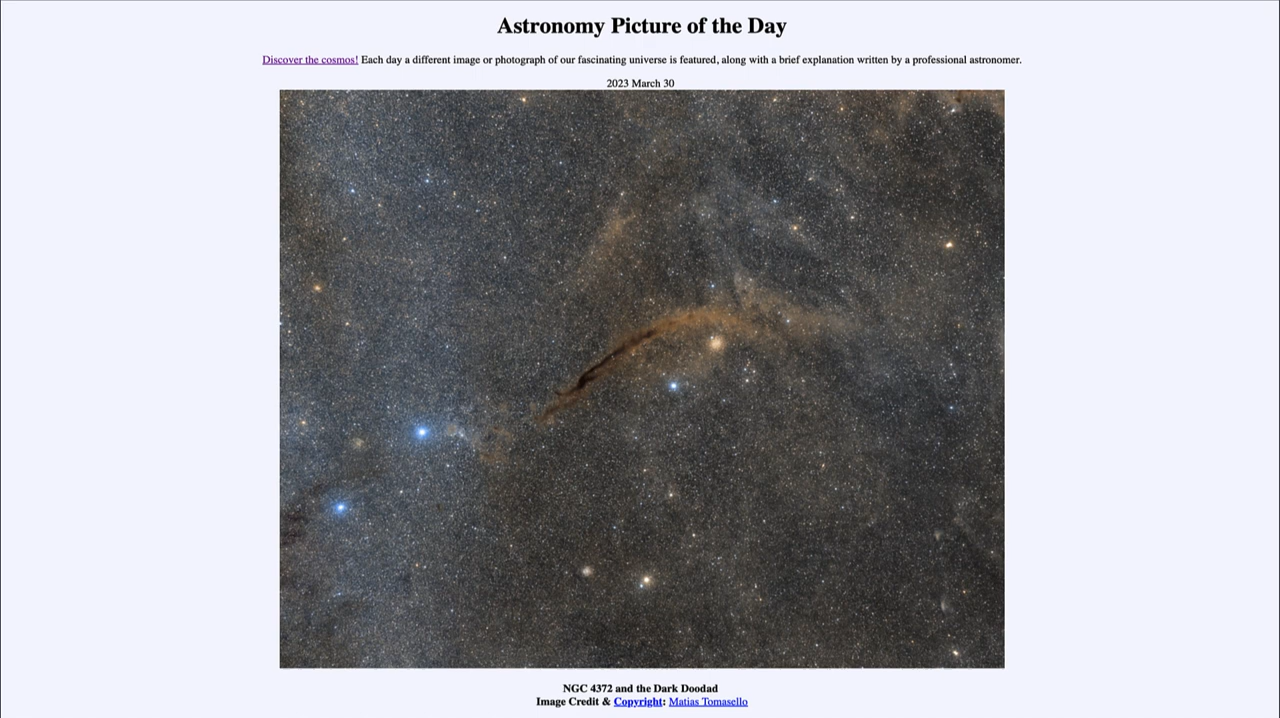 Astronomy Picture of the Day
Discover the cosmos! Each day a different image or photograph of our fascinating universe is featured, along with a brief explanation written by a professional astronomer.
2023 March 30
NGC 4372 and the Dark Doodad
Image Credit & Copyright: Matias Tomasello